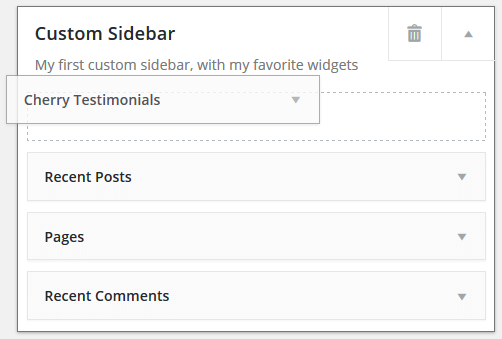 Custom Sidebar
My first custom sidebar, with my favorite widgets
Cherry Testimonials
Recent Posts
Pages
Recent Comments